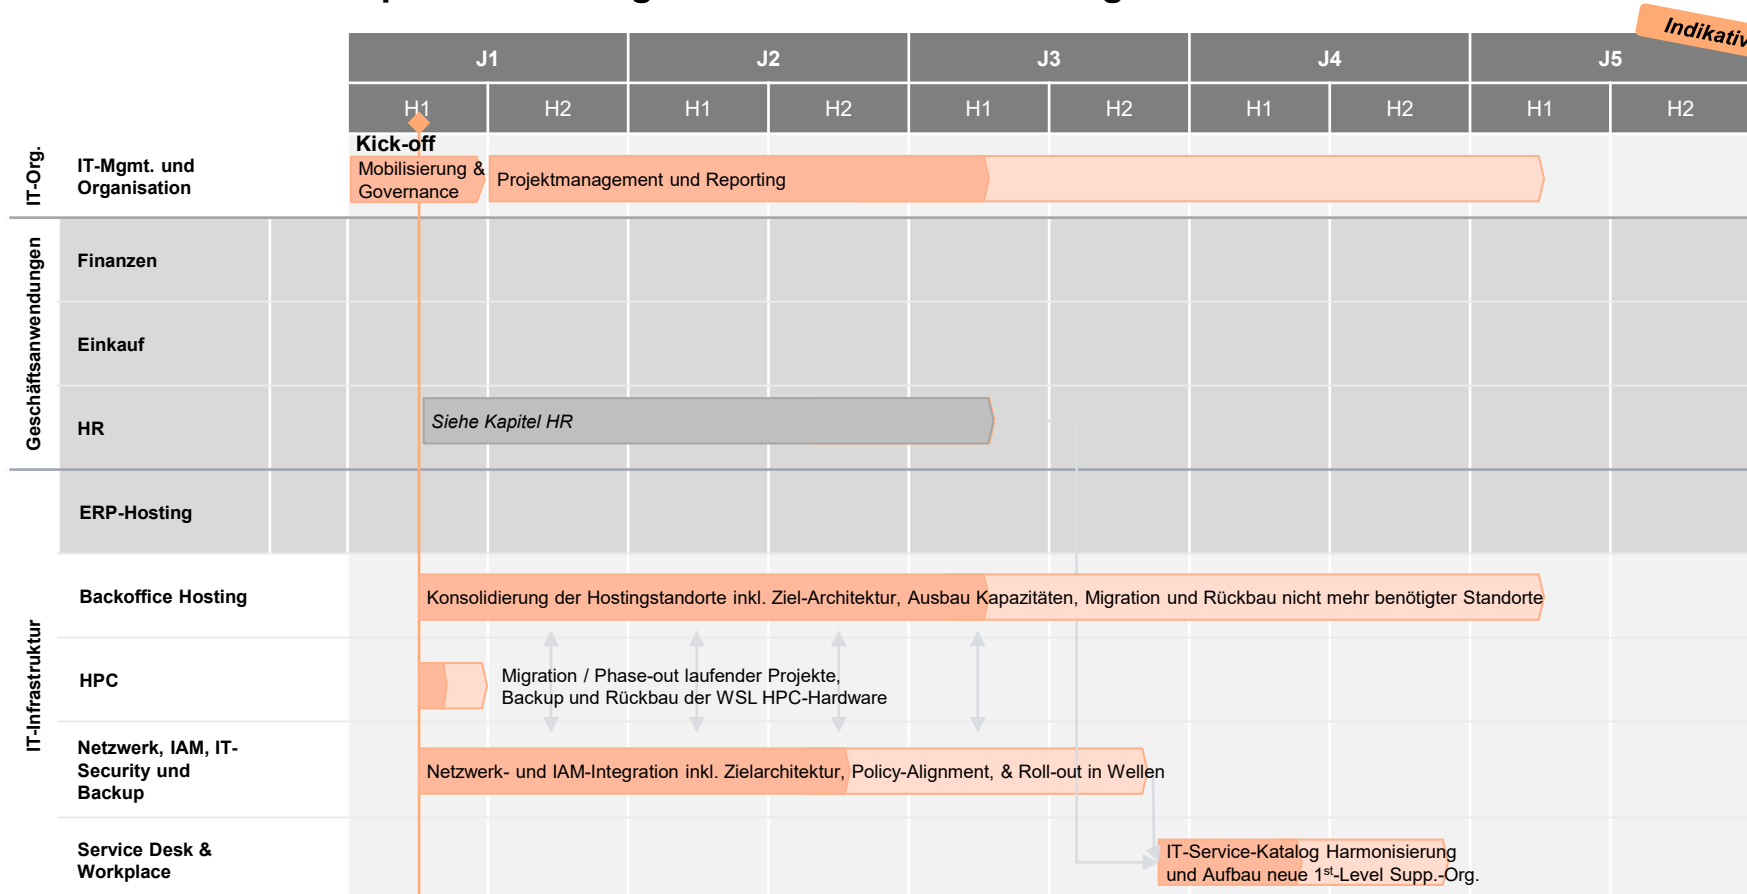 Indikativ
J1
J2
J3
J4
J5
H1
H2
H1
H2
H1
H2
H1
H2
H1
H2
Kick-off
IT-Org.
IT-Mgmt. und
Organisation
Mobilisierung &
Governance
Projektmanagement und Reporting
Geschäftsanwendungen
Finanzen
Einkauf
HR
Siehe Kapitel HR
IT-Infrastruktur
ERP-Hosting
Backoffice Hosting
Konsolidierung der Hostingstandorte inkl. Ziel-Architektur, Ausbau Kapazitäten, Migration und Rückbau nicht mehr benötigter Standorte
HPC
Migration / Phase-out laufender Projekte,
Backup und Rückbau der WSL HPC-Hardware
Netzwerk, IAM, IT-
Security und
Backup
Netzwerk- und IAM-Integration inkl. Zielarchitektur, Policy-Alignment, & Roll-out in Wellen
Service Desk &
Workplace
IT-Service-Katalog Harmonisierung
und Aufbau neue 1st-Level Supp.-Org.